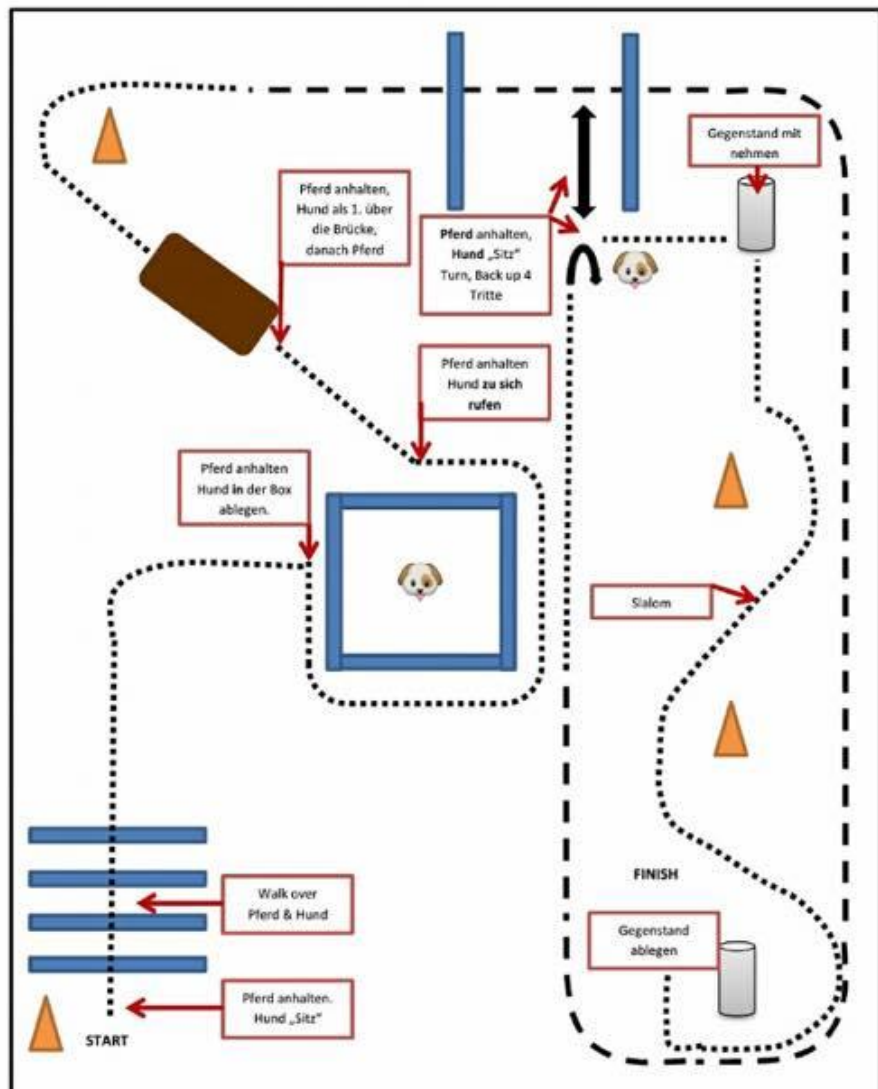 Gegenstand mit
nehmen
Pferd anhalten,
Hund als 1. über
die Brücke,
danach Pferd
Pferd anhalten,
Hund „Sitz“
Turn, Back up 4
Tritte
Pferd anhalten
Hund zu sich
rufen
Pferd anhalten
Hund in der Box
ablegen.
Slalom
Walk over
Pferd & Hund
FINISH
Gegenstand
ablegen
Pferd anhalten.
Hund „Sitz“
START